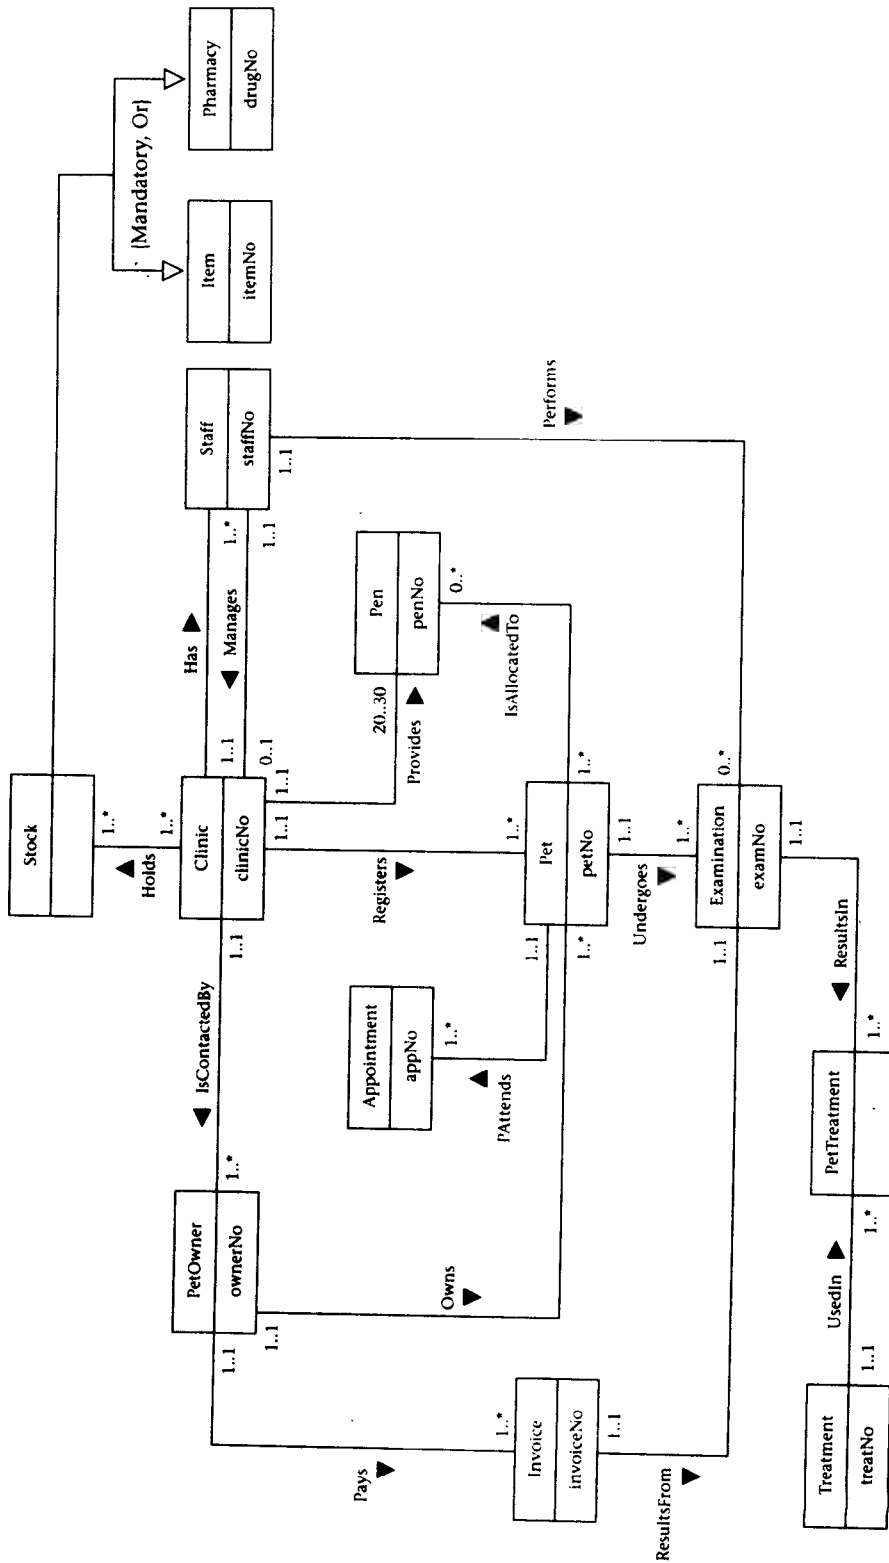 Stock
1..*
Holds
1..*
{Mandatory, Or}
PetOwner
ownerNo
1..*
IsContactedBy
1..1
Clinic
clinicNo
Has
1..1
1..*
Manages
0..1
1..1
Staff
staffNo
Item
itemNo
Pharmacy
drugNo
1..1
1..1
1..1
1..1
1..1
Pays
Owns
Registers
Provides
20..30
Pen
penNo
Appointment
appNo
1..*
PAttends
0..*
IsAllocatedTo
1..*
Invoice
invoiceNo
1..1
1..*
1..1
1..*
Pet
petNo
1..*
Performs
1..1
Undergoes
1..*
ResultsFrom
1..1
Examination
examNo
0..*
1..1
Treatment
treatNo
1..1
UsedIn
1..*
PetTreatment
1..*
ResultsIn